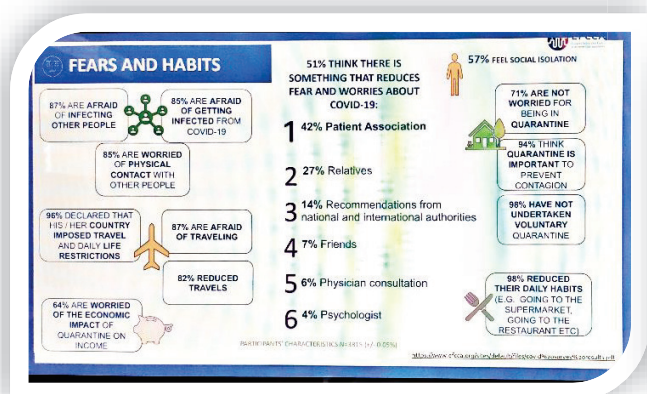 FEARS AND HABITS
87% ARE AFRAID
OF INFECTING
OTHER PEOPLE
85% ARE AFRAID
OF GETTING
INFECTED FROM
COVID-19
85% ARE WORRIED
OF PHYSICAL
CONTACT WITH
OTHER PEOPLE
96% DECLARED THAT
HIS / HER COUNTRY
IMPOSED TRAVEL
AND DAILY LIFE
RESTRICTIONS
87% ARE AFRAID
OF TRAVELING
82% REDUCED
TRAVELS
64% ARE WORRIED
OF THE ECONOMIC
IMPACT OF
QUARANTINE ON
INCOME
51% THINK THERE IS
SOMETHING THAT REDUCES
FEAR AND WORRIES ABOUT
COVID-19:
1 42% Patient Association
2 27% Relatives
3 14% Recommendations from
national and international authorities
4 7% Friends
5 6% Physician consultation
6 4% Psychologist
PARTICIPANTS' CHARACTERISTICS
57% FEEL SOCIAL ISOLATION
71% ARE NOT
WORRIED FOR
BEING IN
QUARANTINE
94% THINK
QUARANTINE IS
IMPORTANT TO
PREVENT
CONTAGION
98% HAVE NOT
UNDERTAKEN
VOLUNTARY
QUARANTINE
98% REDUCED
THEIR DAILY HABITS
(E.G. GOING TO THE
SUPERMARKET,
GOING TO THE
RESTAURANT ETC)